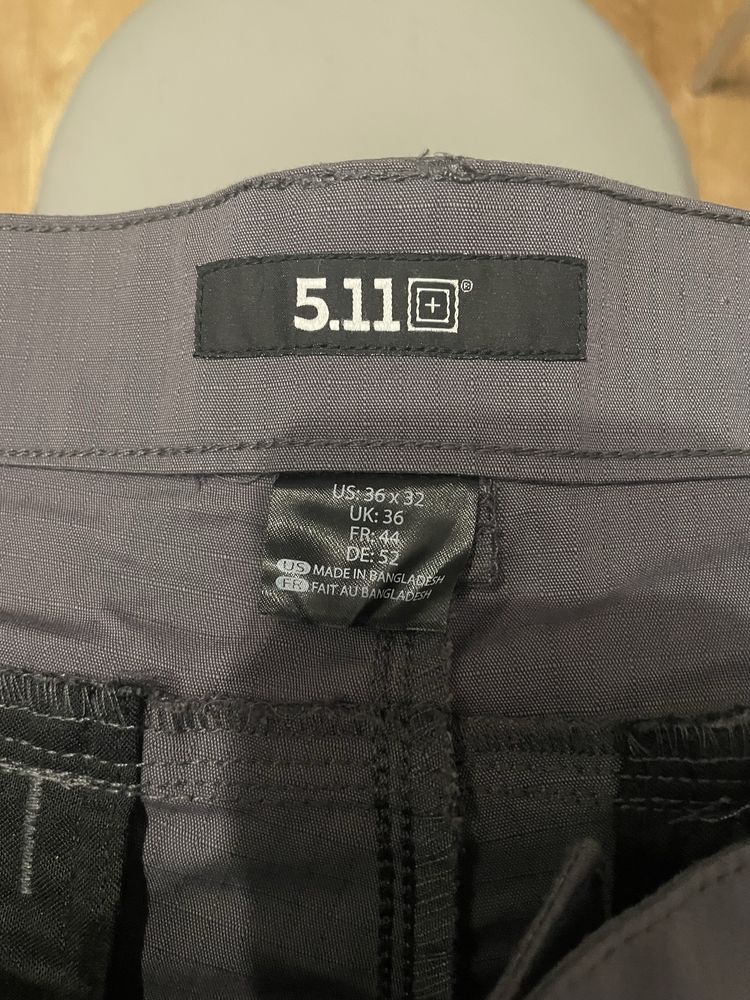 5.11®
US: 36 x 32
UK: 36
FR: 44
DE: 52
US MADE IN BANGLADESH
FR FAIT AU BANGLADESH